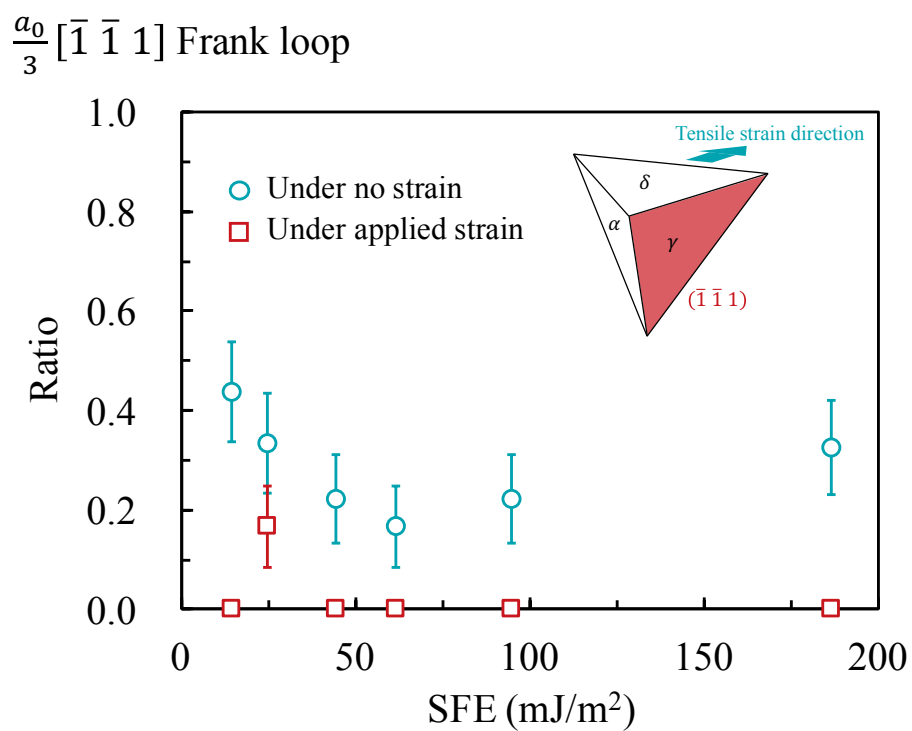 a₀/3 [1̄ 1̄ 1] Frank loop
1.0
Tensile strain direction
δ
Under no strain
0.8
α
Under applied strain
γ
(1̄ 1̄ 1)
0.6
Ratio
0.4
0.2
0.0
0 50 100 150 200
SFE (mJ/m²)